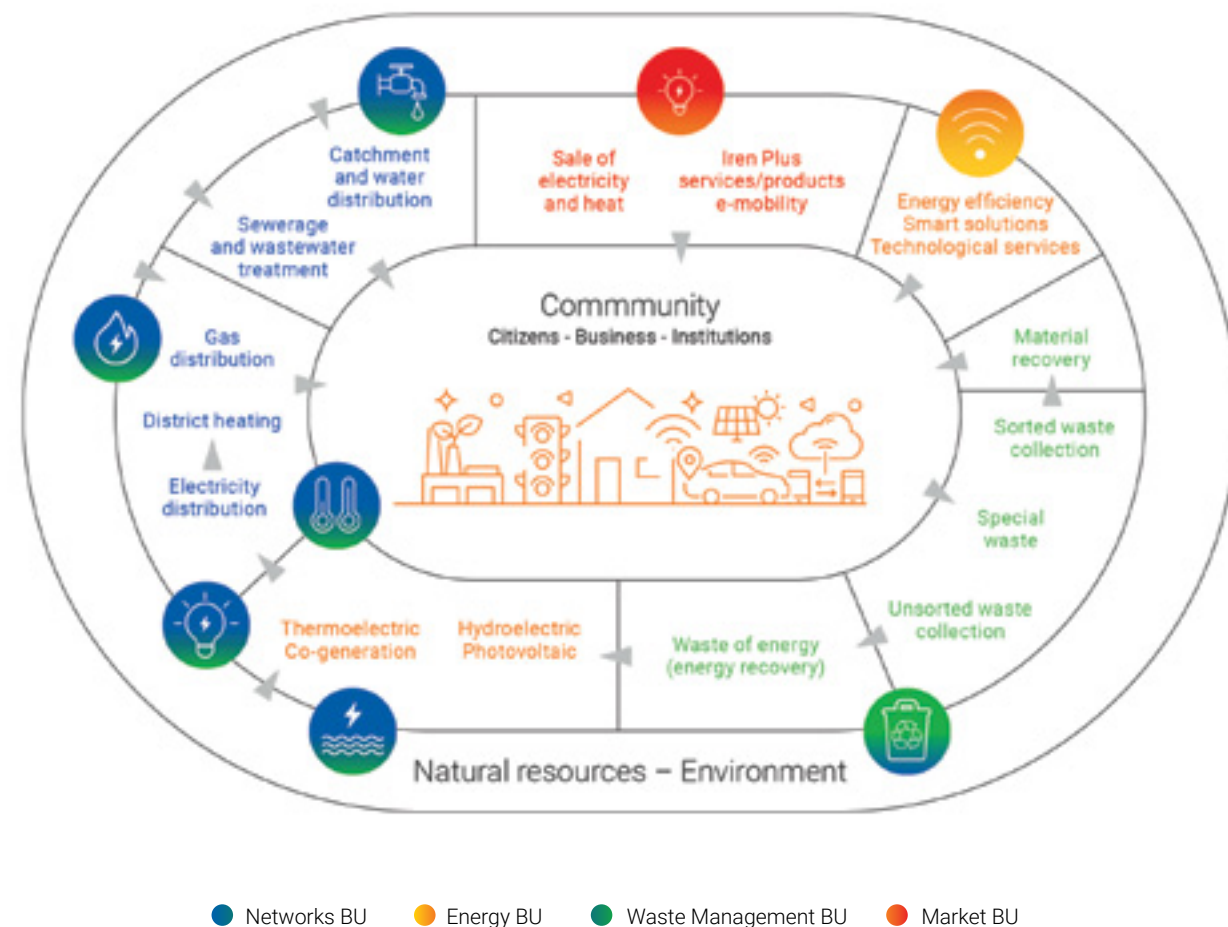 Catchment
and water
distribution
Sewerage
and wastewater
treatment
Sale of
electricity
and heat
Iren Plus
services/products
e-mobility
Energy efficiency
Smart solutions
Technological services
Commmunity
Citizens - Business - Institutions
Gas
distribution
District heating
Electricity
distribution
Material
recovery
Sorted waste
collection
Special
waste
Unsorted waste
collection
Thermoelectric
Co-generation
Hydroelectric
Photovoltaic
Waste of energy
(energy recovery)
Natural resources – Environment
Networks BU
Energy BU
Waste Management BU
Market BU